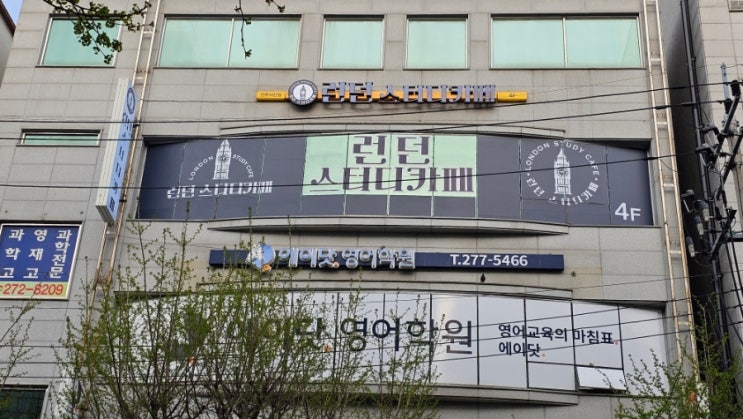 런던 스터디카페
4F
LONDON STUDY CAFE
런던 스터디카페
런던
스터디카페
LONDON STUDY CAFE
런던 스터디카페
4F
에이닷 영어학원 T.277-5466
에이닷 영어학원
영어교육의 마침표
에이닷
과영과
학재전
고고문
272-8209